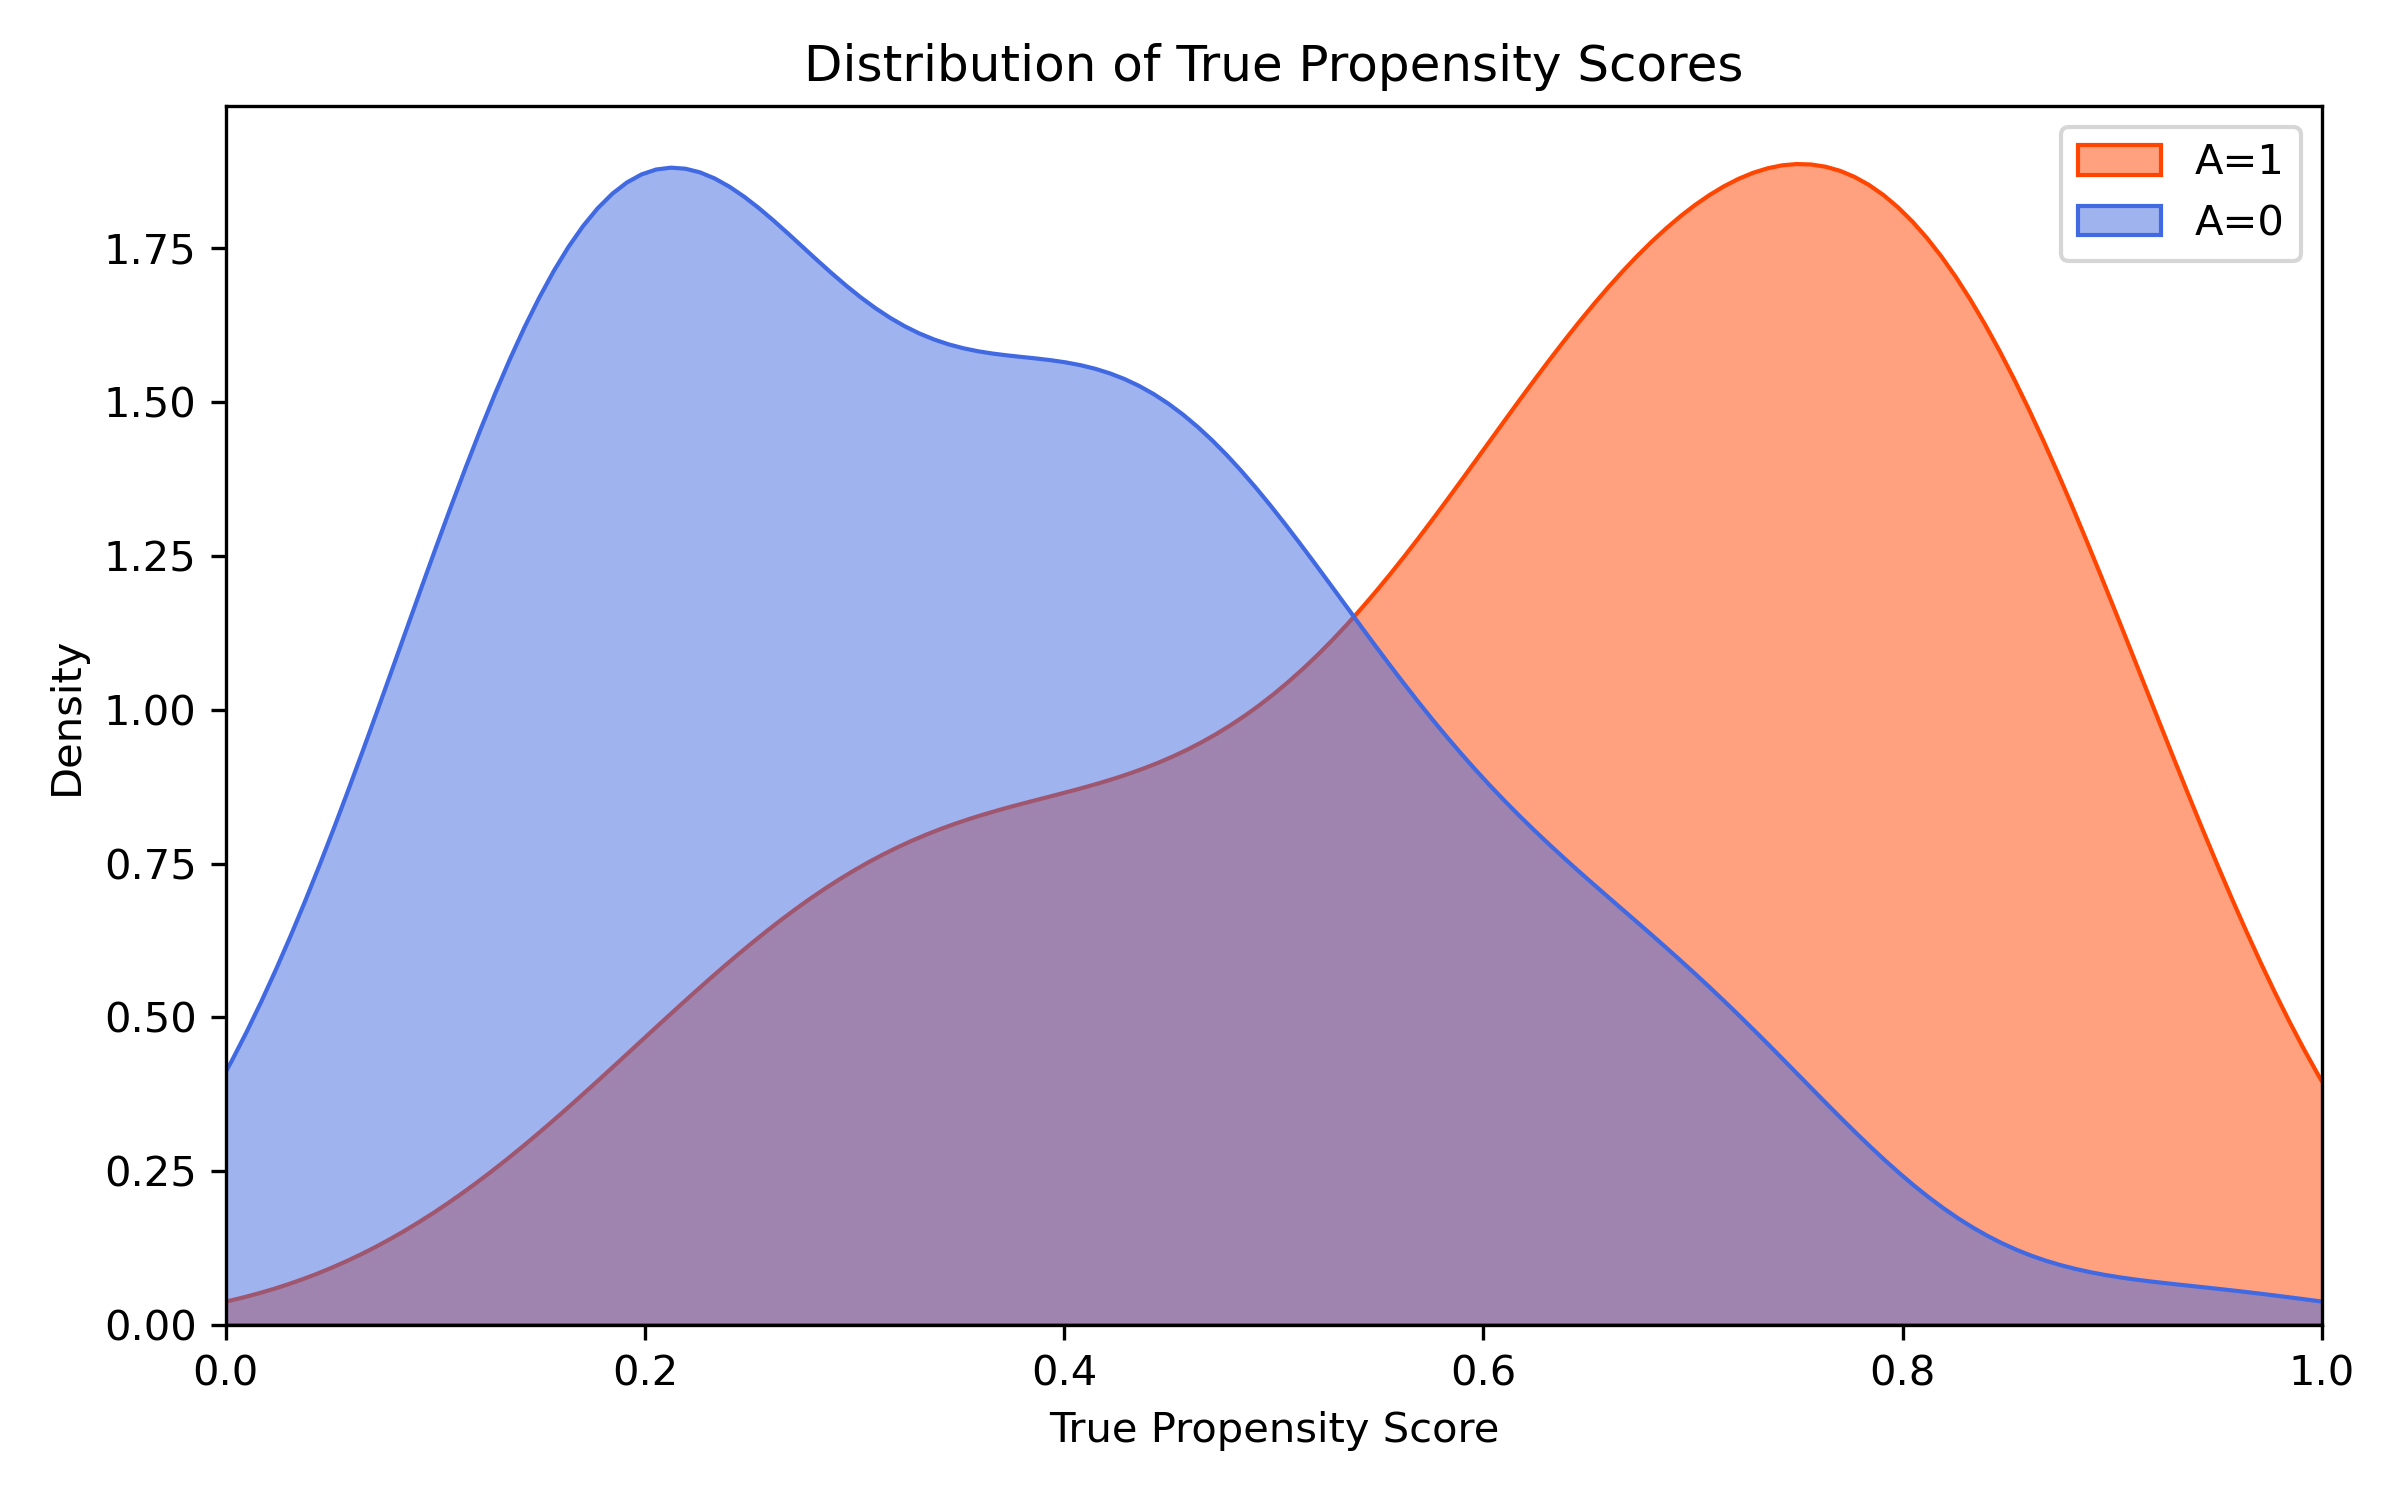 Distribution of True Propensity Scores
A=1
A=0
Density
1.75
1.50
1.25
1.00
0.75
0.50
0.25
0.00
0.0 0.2 0.4 0.6 0.8 1.0
True Propensity Score